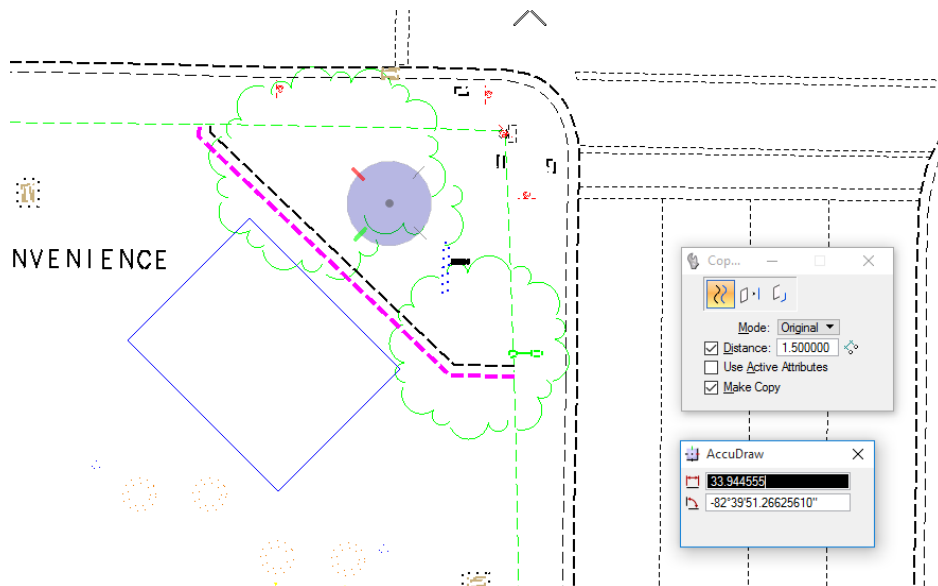 NVENIENCE
Cop...
Mode: Original
Distance: 1.500000
Use Active Attributes
Make Copy
AccuDraw
33.944555
-82°39'51.26625610"